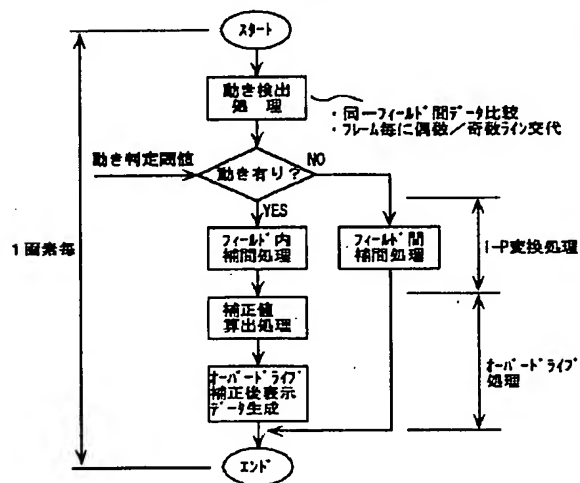 スタート
動き検出
処 理
・同一フィールド間データ比較
・フレーム毎に偶数／奇数ライン交代
動き判定閾値
動き有り？
NO
YES
1画素毎
フィールド内
補間処理
フィールド間
補間処理
I-P変換処理
補正値
算出処理
オーバードライブ
補正後表示
データ生成
オーバードライブ
処理
エンド